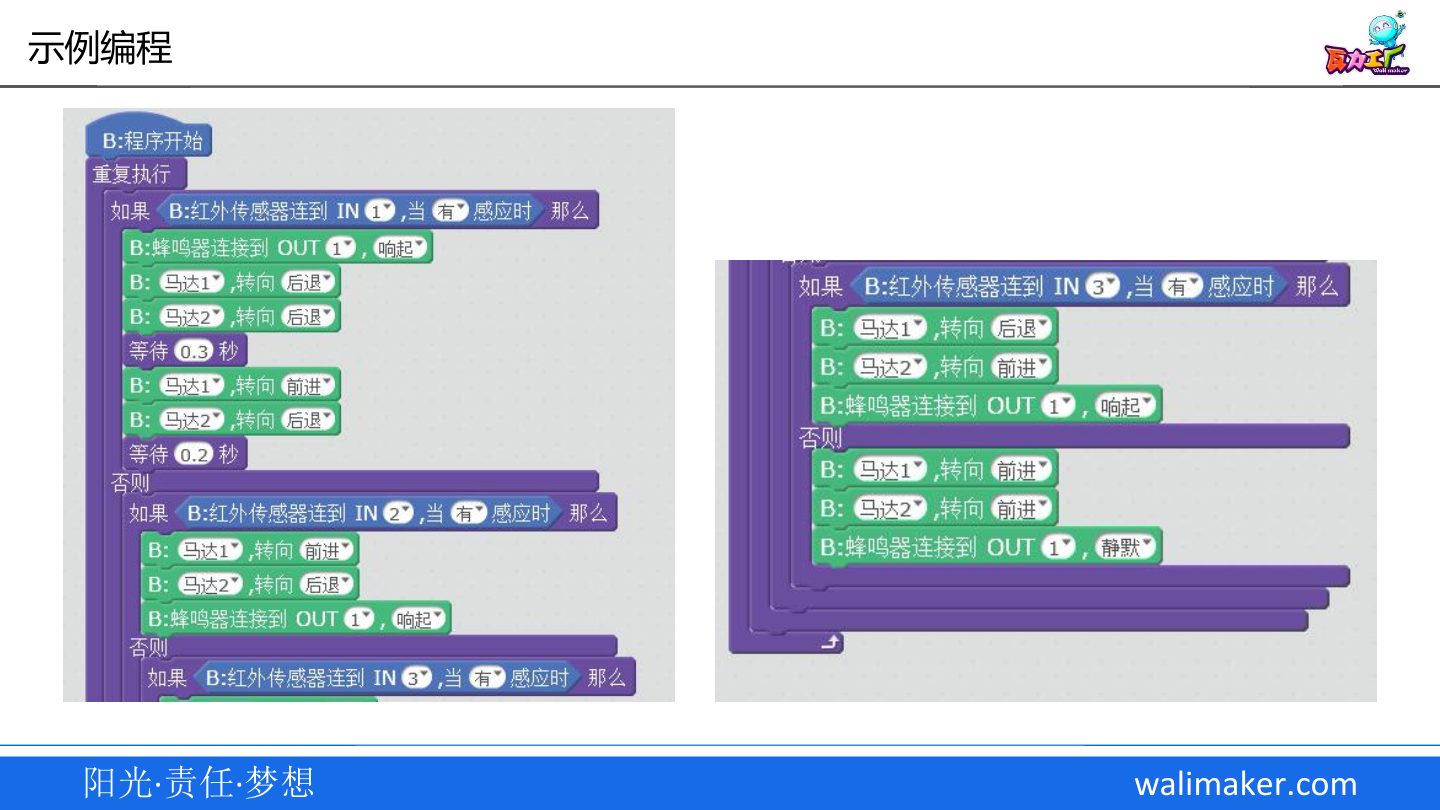 示例编程
瓦力工厂
Wali maker
B:程序开始
重复执行
如果 B:红外传感器连到 IN 1 ,当 有 感应时 那么
B:蜂鸣器连接到 OUT 1 , 响起
B: 马达1 ,转向 后退
B: 马达2 ,转向 后退
等待 0.3 秒
B: 马达1 ,转向 前进
B: 马达2 ,转向 后退
等待 0.2 秒
否则
如果 B:红外传感器连到 IN 2 ,当 有 感应时 那么
B: 马达1 ,转向 前进
B: 马达2 ,转向 后退
B:蜂鸣器连接到 OUT 1 , 响起
否则
如果 B:红外传感器连到 IN 3 ,当 有 感应时 那么
如果 B:红外传感器连到 IN 3 ,当 有 感应时 那么
B: 马达1 ,转向 后退
B: 马达2 ,转向 前进
B:蜂鸣器连接到 OUT 1 , 响起
否则
B: 马达1 ,转向 前进
B: 马达2 ,转向 前进
B:蜂鸣器连接到 OUT 1 , 静默
阳光·责任·梦想
walimaker.com